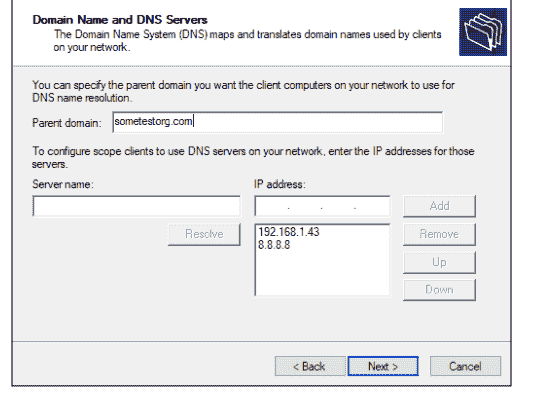 Domain Name and DNS Servers
The Domain Name System (DNS) maps and translates domain names used by clients
on your network.
You can specify the parent domain you want the client computers on your network to use for
DNS name resolution.
Parent domain: sometestorg.com
To configure scope clients to use DNS servers on your network, enter the IP addresses for those
servers.
Server name: IP address:
. . . Add
Resolve 192.168.1.43 Remove
8.8.8.8
Up
Down
< Back Next > Cancel